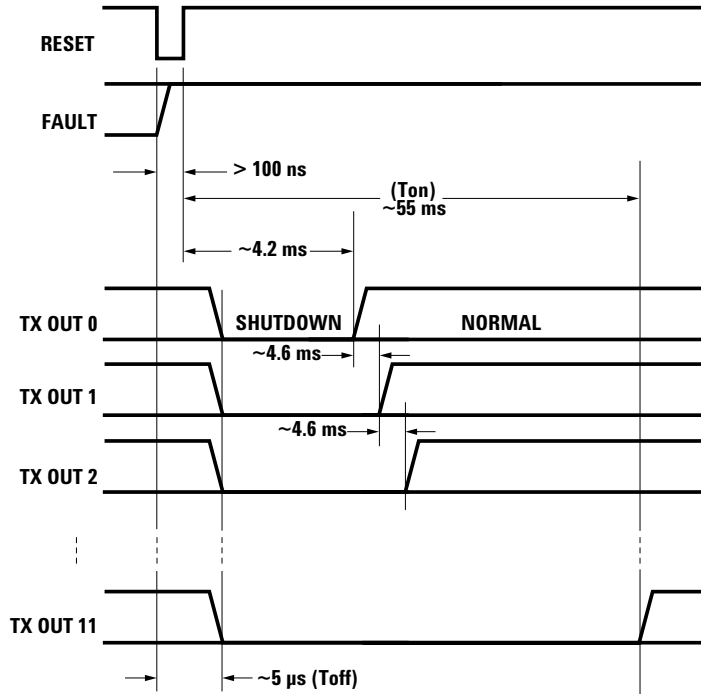 RESET
FAULT
> 100 ns
(Ton)
~55 ms
~4.2 ms
TX OUT 0
SHUTDOWN
NORMAL
~4.6 ms
TX OUT 1
~4.6 ms
TX OUT 2
TX OUT 11
~5 µs (Toff)